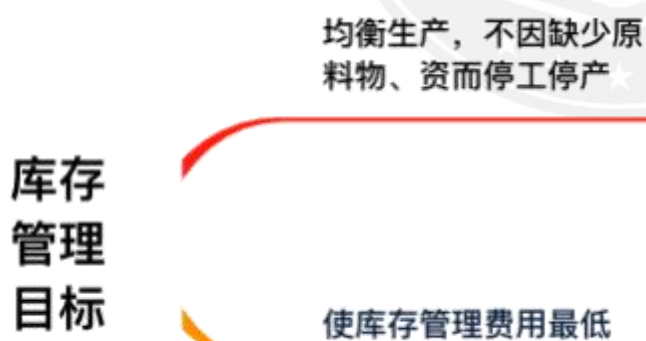 均衡生产，不因缺少原
料物、资而停工停产
库存
管理
目标
使库存管理费用最低